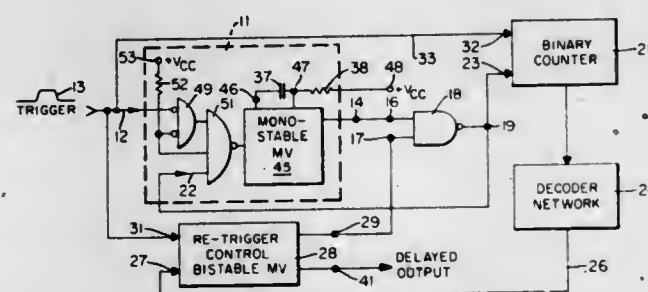 11
33
32
BINARY
COUNTER
23
53
+VCC
52
49
51
46
37
47
38
48
+VCC
13
TRIGGER
12
MONO-
STABLE
MV
45
14
16
18
17
19
22
DECODER
NETWORK
31
RE-TRIGGER
CONTROL
BISTABLE MV
29
28
27
41
DELAYED
OUTPUT
26